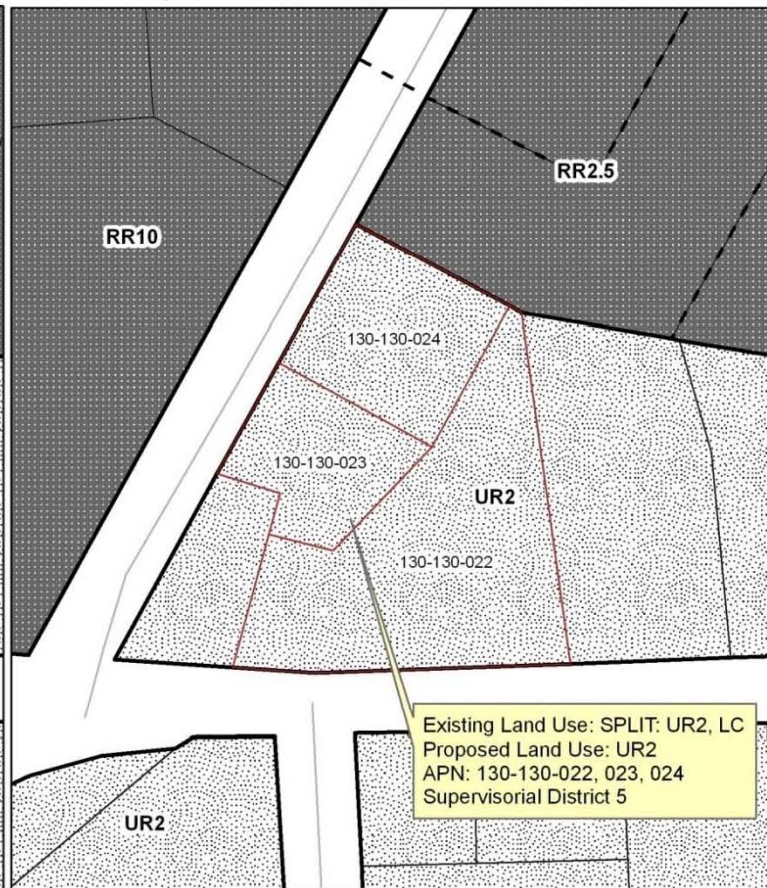 RR2.5
RR10
130-130-024
130-130-023
UR2
130-130-022
Existing Land Use: SPLIT: UR2, LC
Proposed Land Use: UR2
APN: 130-130-022, 023, 024
Supervisorial District 5
UR2